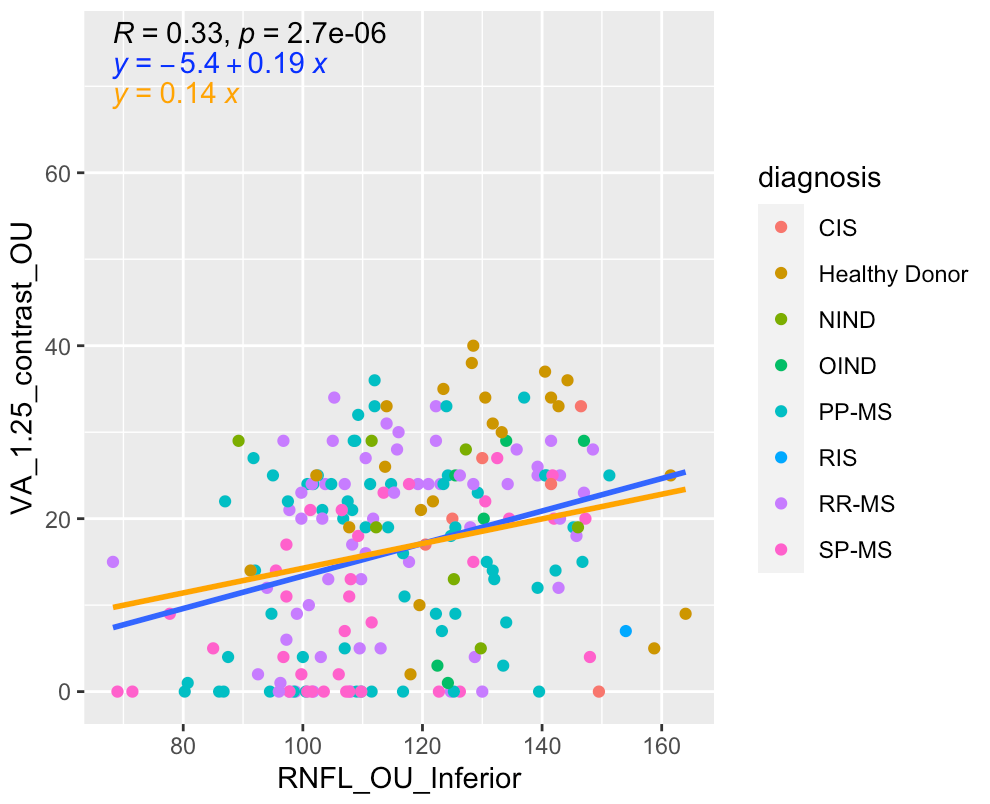 R = 0.33, p = 2.7e-06
y = −5.4 + 0.19 x
y = 0.14 x
60
40
20
0
80 100 120 140 160
VA_1.25_contrast_OU
RNFL_OU_Inferior
diagnosis
CIS
Healthy Donor
NIND
OIND
PP-MS
RIS
RR-MS
SP-MS